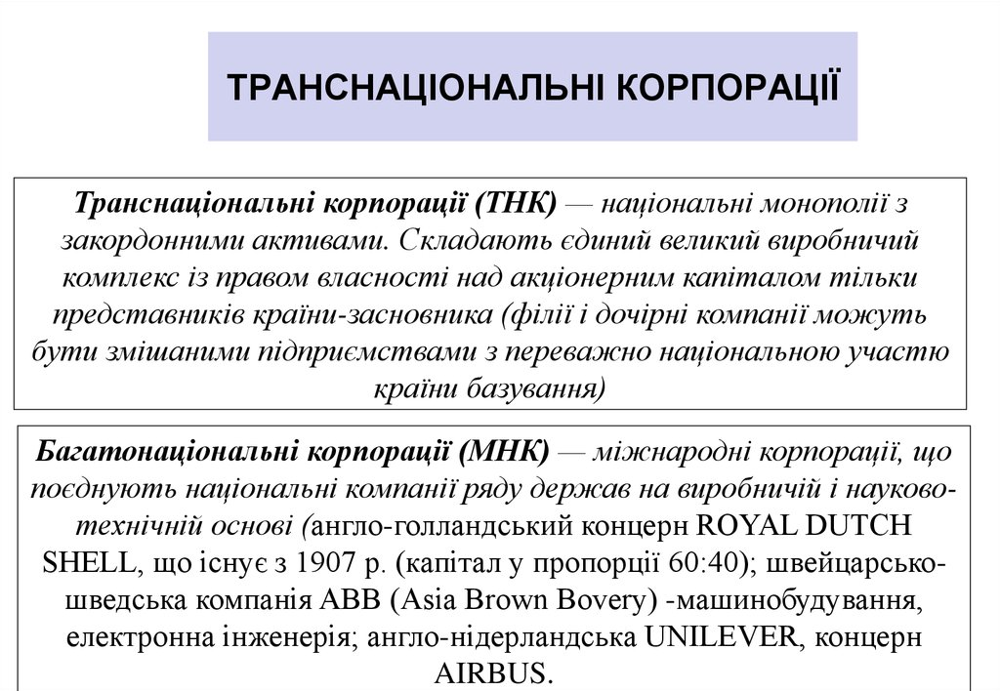 ТРАНСНАЦІОНАЛЬНІ КОРПОРАЦІЇ
Транснаціональні корпорації (ТНК) — національні монополії з
закордонними активами. Складають єдиний великий виробничий
комплекс із правом власності над акціонерним капіталом тільки
представників країни-засновника (філії і дочірні компанії можуть
бути змішаними підприємствами з переважно національною участю
країни базування)
Багатонаціональні корпорації (МНК) — міжнародні корпорації, що
поєднують національні компанії ряду держав на виробничій і науково-
технічній основі (англо-голландський концерн ROYAL DUTCH
SHELL, що існує з 1907 р. (капітал у пропорції 60:40); швейцарсько-
шведська компанія ABB (Asia Brown Bovery) -машинобудування,
електронна інженерія; англо-нідерландська UNILEVER, концерн
AIRBUS.